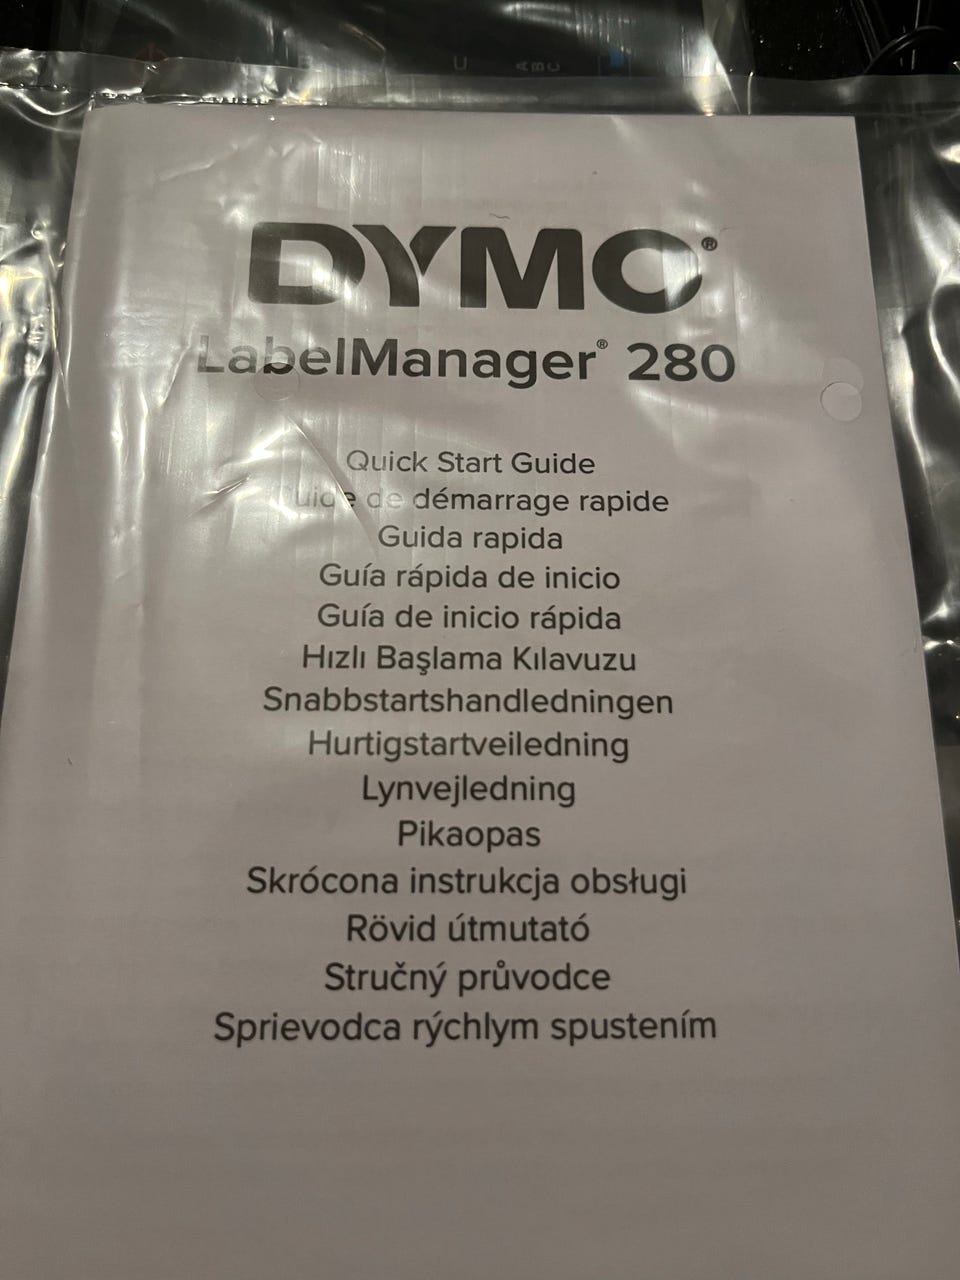 U
ABC
DYMO®
LabelManager® 280
Quick Start Guide
Guide de démarrage rapide
Guida rapida
Guía rápida de inicio
Guía de inicio rápida
Hızlı Başlama Kılavuzu
Snabbstartshandledningen
Hurtigstartveiledning
Lynvejledning
Pikaopas
Skrócona instrukcja obsługi
Rövid útmutató
Stručný průvodce
Sprievodca rýchlym spustením